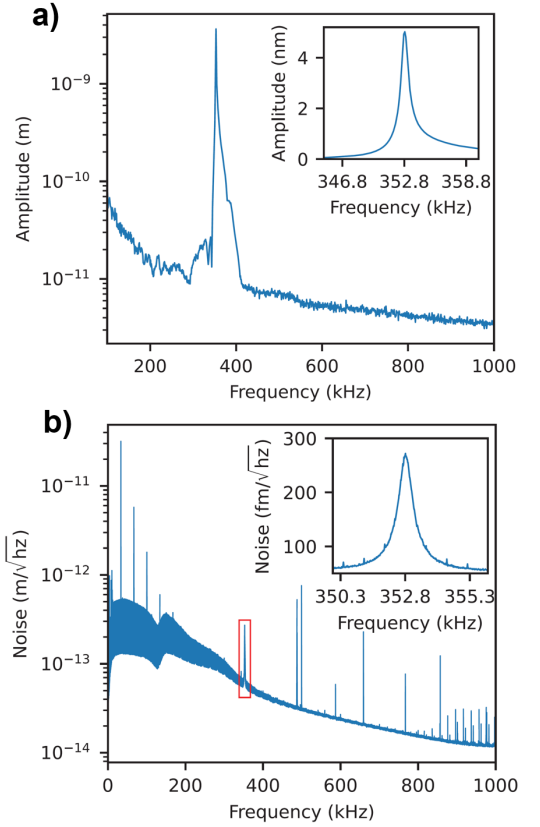 a)
Amplitude (m)
10⁻⁹
10⁻¹⁰
10⁻¹¹
200 400 600 800 1000
Frequency (kHz)
Amplitude (nm)
4
2
0
346.8 352.8 358.8
Frequency (kHz)
b)
Noise (m/√hz)
10⁻¹¹
10⁻¹²
10⁻¹³
10⁻¹⁴
0 200 400 600 800 1000
Frequency (kHz)
Noise (fm/√hz)
300
200
100
350.3 352.8 355.3
Frequency (kHz)